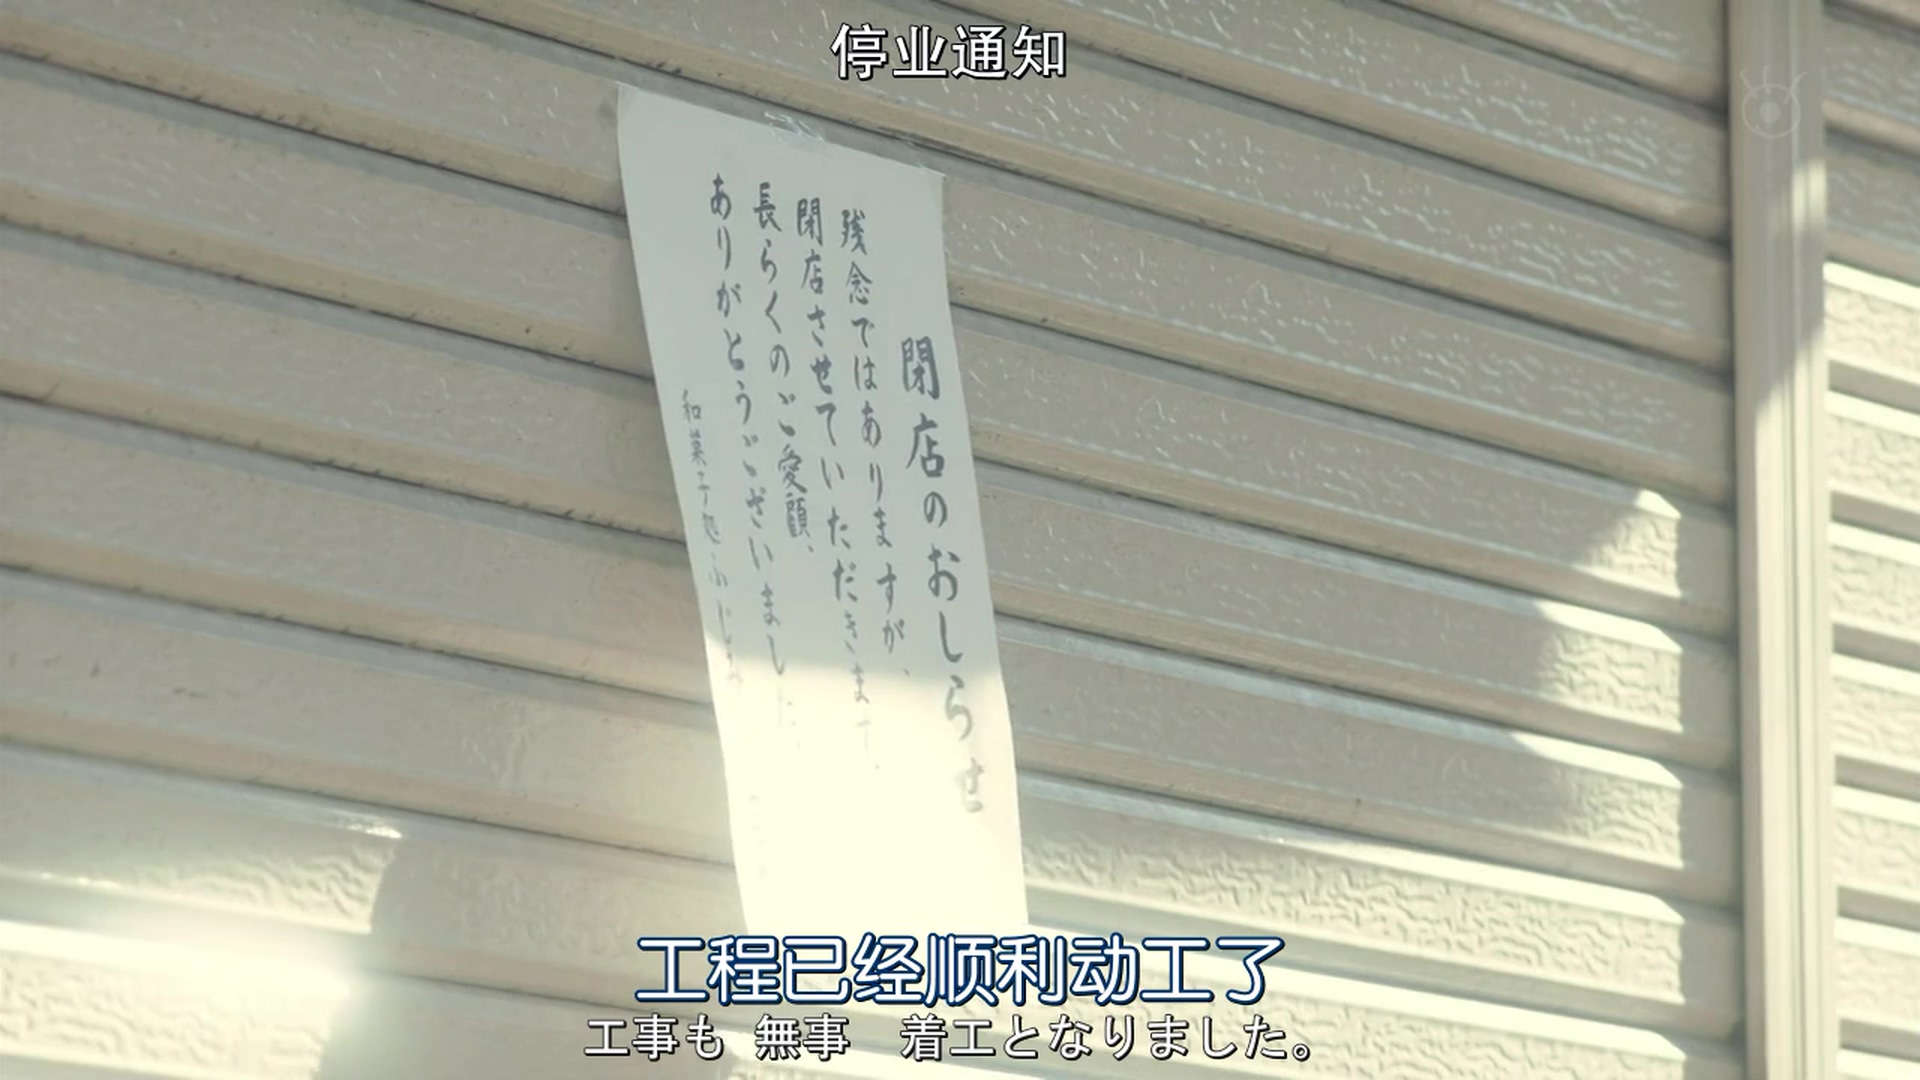 停业通知
閉店のおしらせ
残念ではありますが、
閉店させていただきます。
長らくのご愛顧、
ありがとうございました。
和菓子処 ふじ
工程已经顺利动工了
工事も 無事 着工となりました。